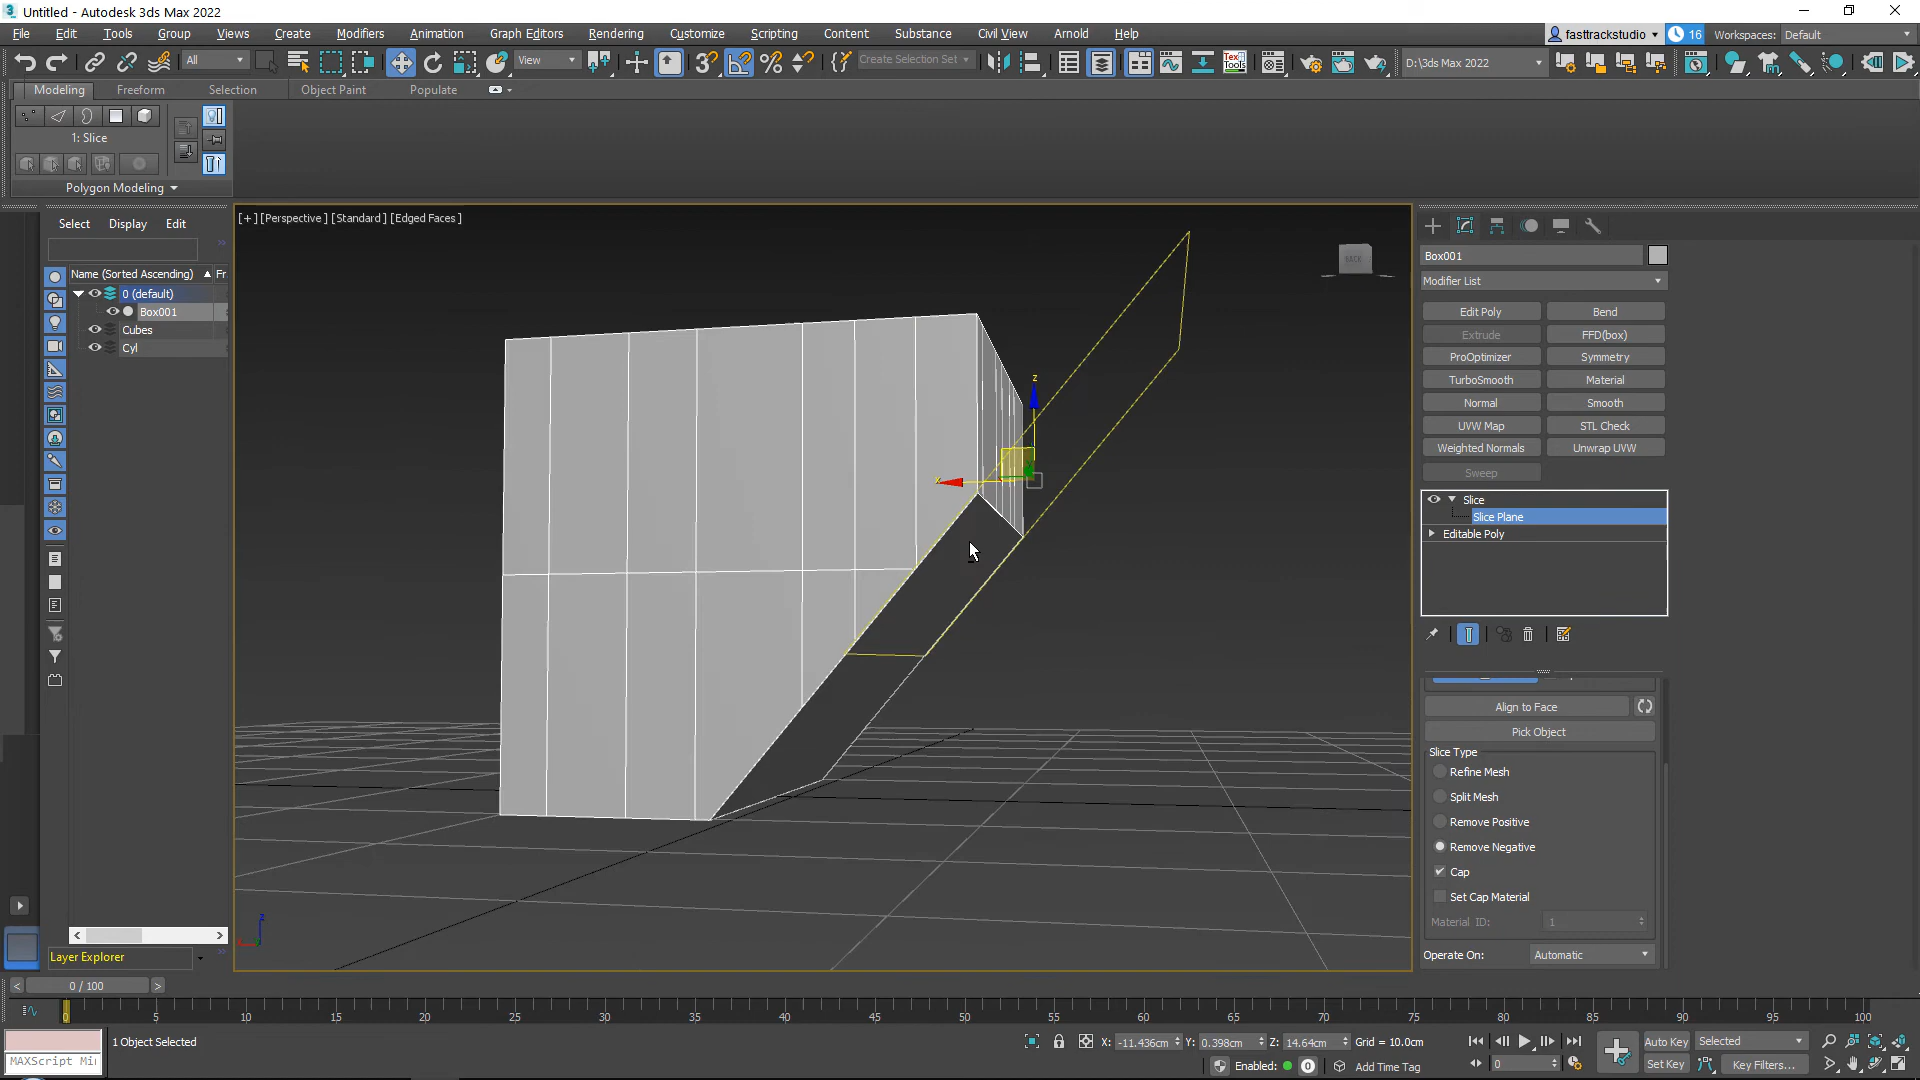 Untitled - Autodesk 3ds Max 2022
File Edit Tools Group Views Create Modifiers Animation Graph Editors Rendering Customize Scripting Content Substance Civil View Arnold Help
fasttrackstudio 16 Workspaces: Default
All View Create Selection Set D:\3ds Max 2022
Modeling Freeform Selection Object Paint Populate
1: Slice
Polygon Modeling
Select Display Edit
Name (Sorted Ascending) Fr
0 (default)
Box001
Cubes
Cyl
Layer Explorer
[+] [Perspective] [Standard] [Edged Faces]
BACK
z
x
z
Box001
Modifier List
Edit Poly Bend
Extrude FFD(box)
ProOptimizer Symmetry
TurboSmooth Material
Normal Smooth
UVW Map STL Check
Weighted Normals Unwrap UVW
Sweep
Slice
Slice Plane
Editable Poly
Align to Face
Pick Object
Slice Type
Refine Mesh
Split Mesh
Remove Positive
Remove Negative
Cap
Set Cap Material
Material ID: 1
Operate On: Automatic
0 / 100
0 5 10 15 20 25 30 35 40 45 50 55 60 65 70 75 80 85 90 95 100
1 Object Selected X: -11.436cm Y: 0.398cm Z: 14.64cm Grid = 10.0cm Auto Key Selected
MAXScript Mi Enabled: 0 Add Time Tag 0 Set Key Key Filters...